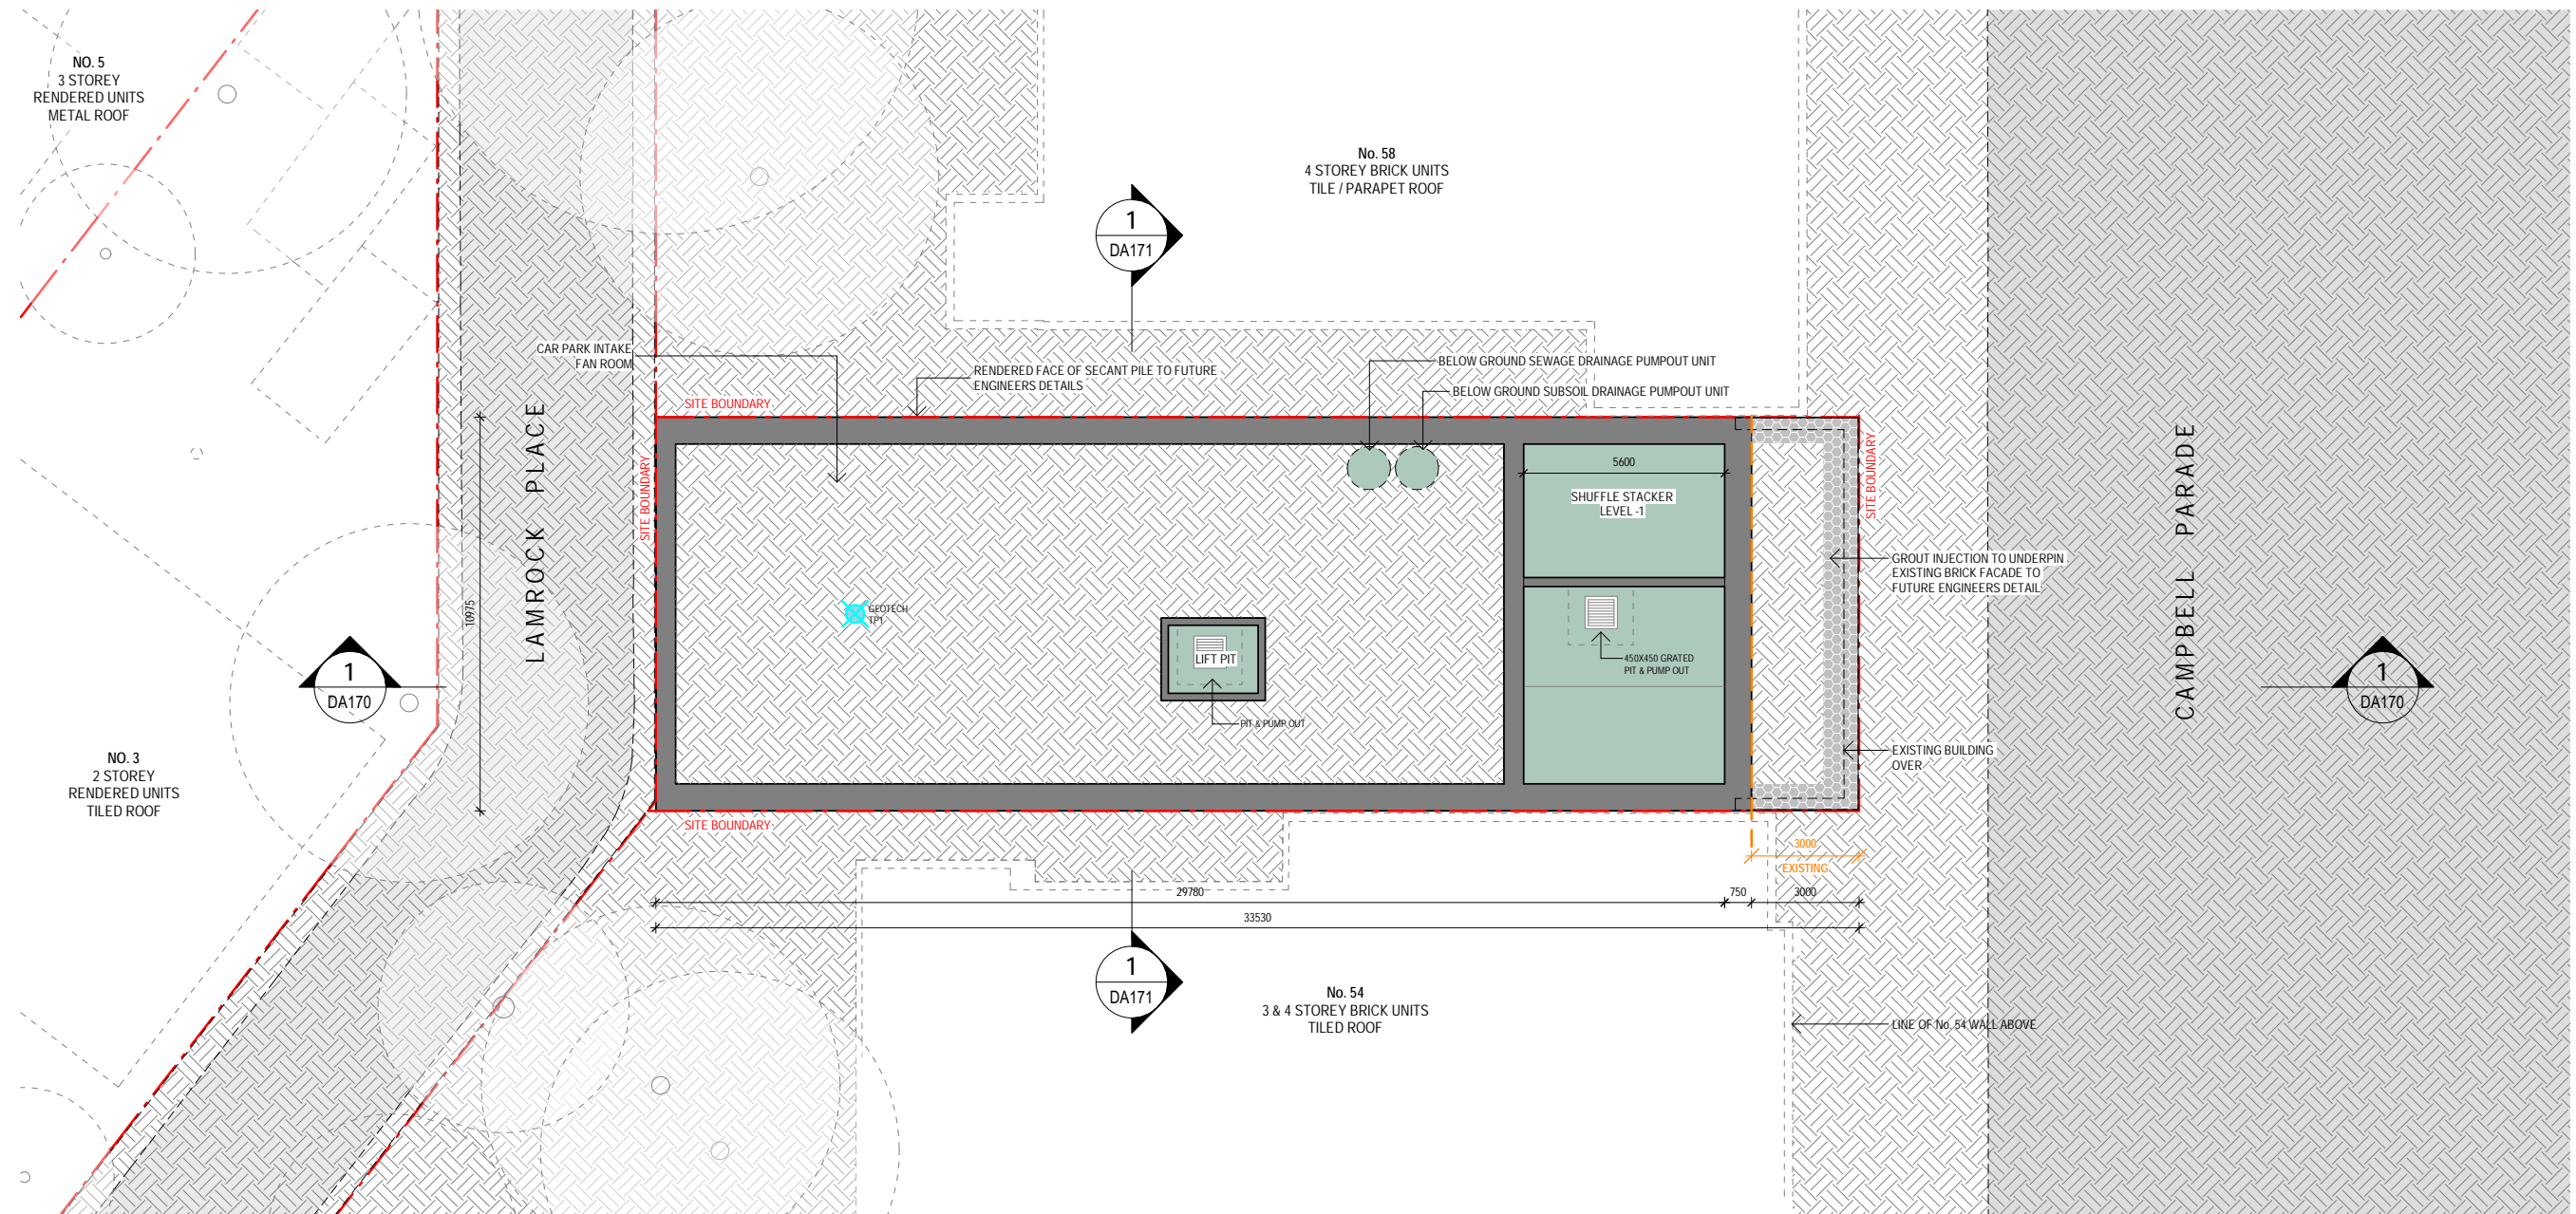 NO. 5
3 STOREY
RENDERED UNITS
METAL ROOF
No. 58
4 STOREY BRICK UNITS
TILE / PARAPET ROOF
1
DA171
CAR PARK INTAKE
FAN ROOM
RENDERED FACE OF SECANT PILE TO FUTURE
ENGINEERS DETAILS
BELOW GROUND SEWAGE DRAINAGE PUMPOUT UNIT
BELOW GROUND SUBSOIL DRAINAGE PUMPOUT UNIT
SITE BOUNDARY
SITE BOUNDARY
SITE BOUNDARY
LAMROCK PLACE
10975
5600
SHUFFLE STACKER
LEVEL -1
CAMPBELL PARADE
GROUT INJECTION TO UNDERPIN
EXISTING BRICK FACADE TO
FUTURE ENGINEERS DETAIL
GEOTECH
TP1
LIFT PIT
450X450 GRATED
PIT & PUMP OUT
PIT & PUMP OUT
1
DA170
1
DA170
EXISTING BUILDING
OVER
NO. 3
2 STOREY
RENDERED UNITS
TILED ROOF
SITE BOUNDARY
3000
EXISTING
29780
750
3000
33530
1
DA171
No. 54
3 & 4 STOREY BRICK UNITS
TILED ROOF
LINE OF No. 54 WALL ABOVE